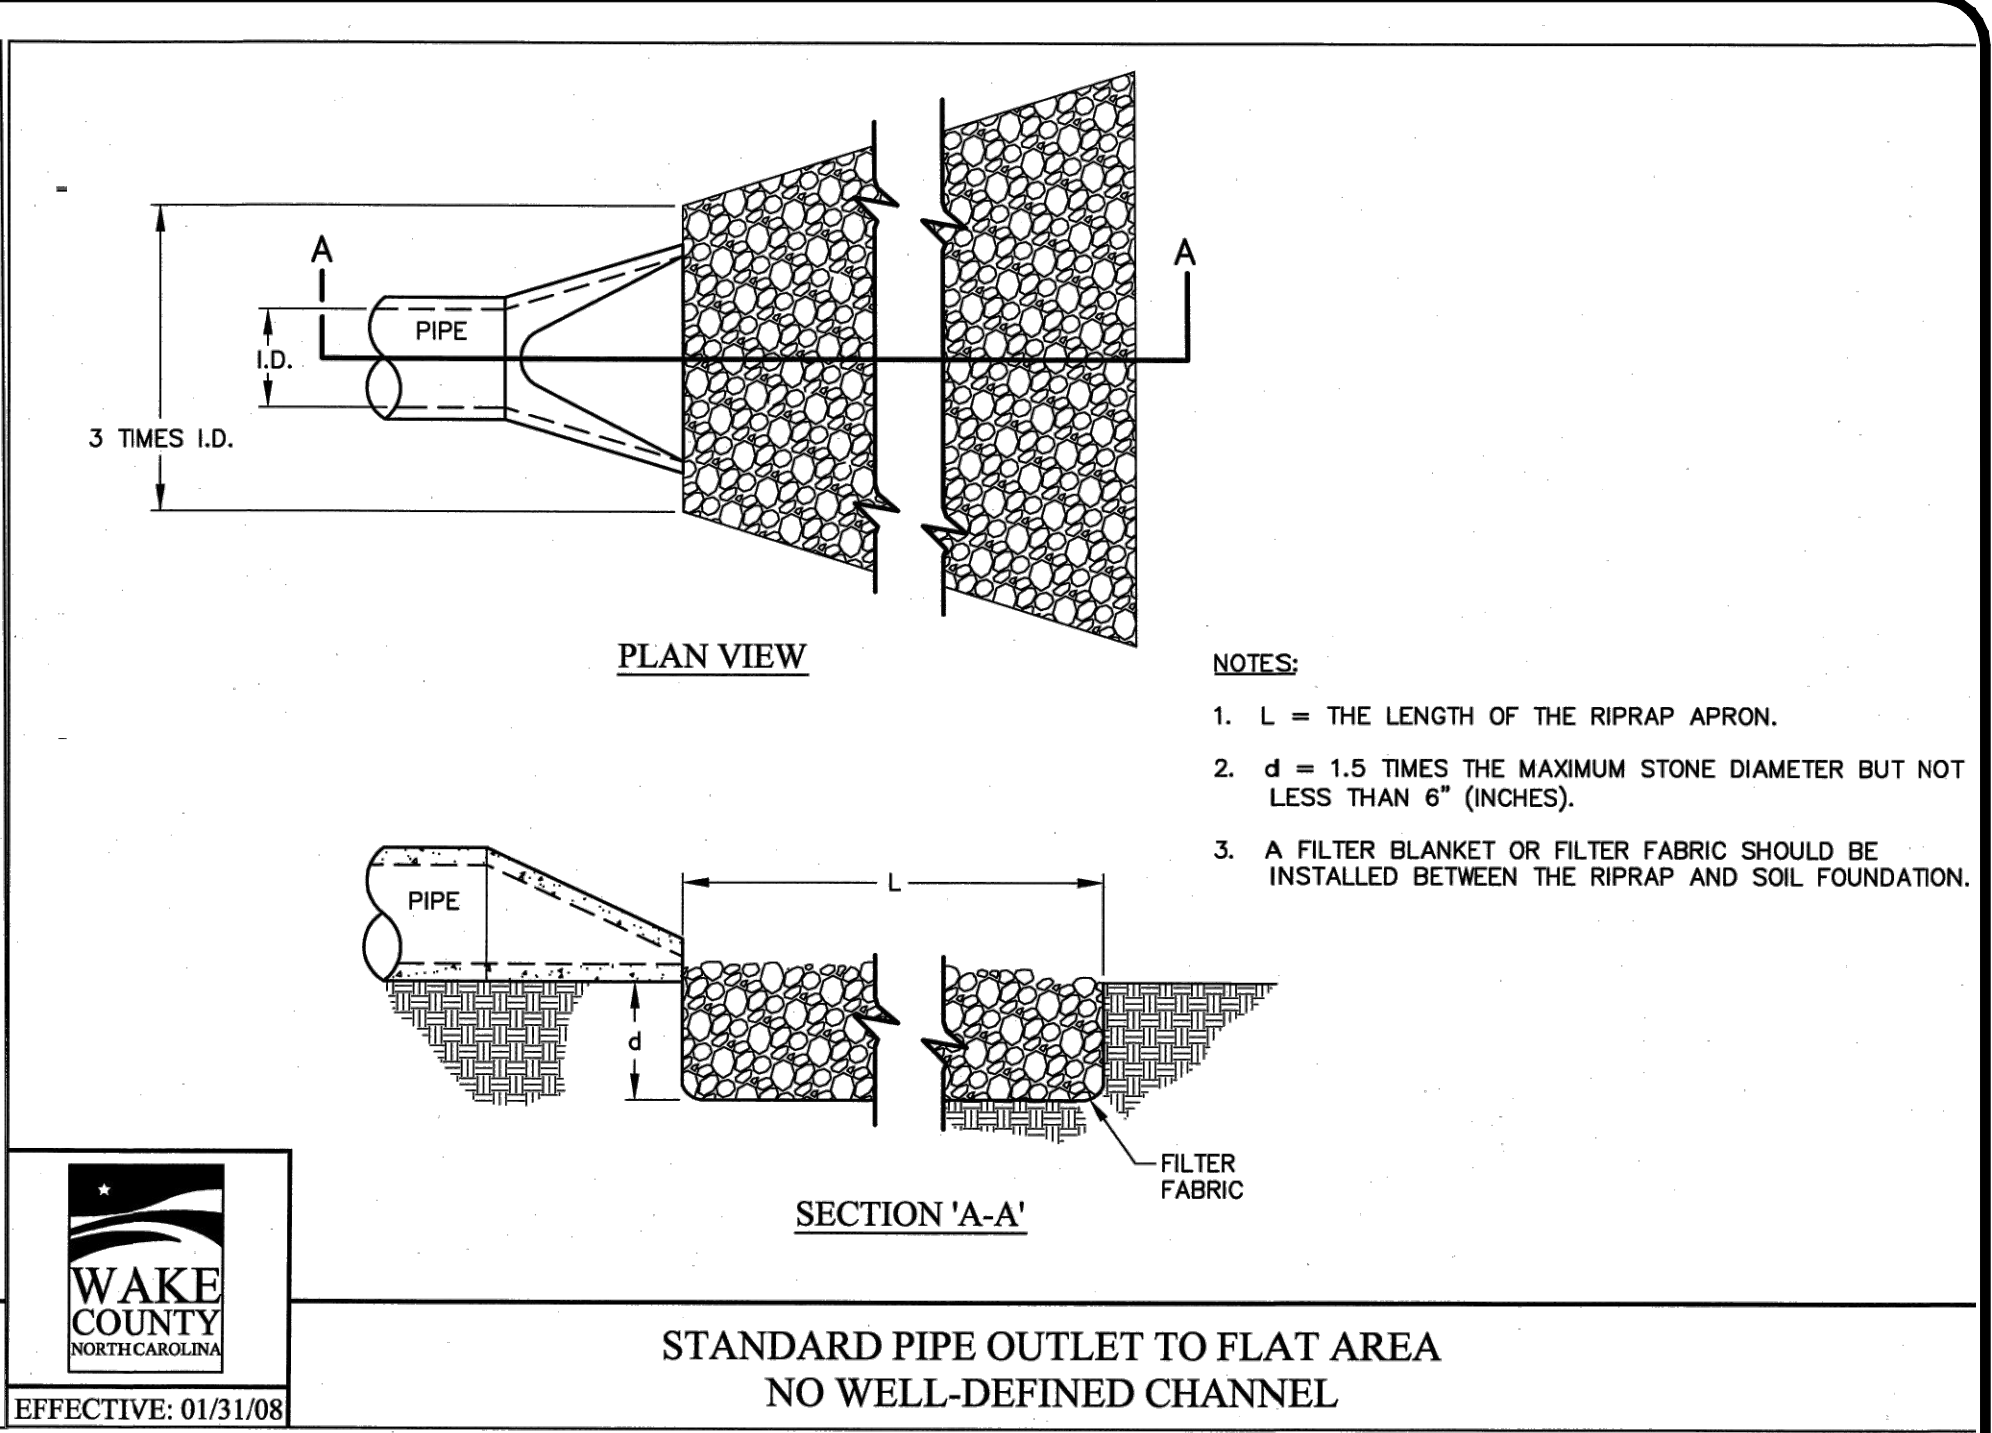 A
A
PIPE
I.D.
3 TIMES I.D.
PLAN VIEW
NOTES:
1. L = THE LENGTH OF THE RIPRAP APRON.
2. d = 1.5 TIMES THE MAXIMUM STONE DIAMETER BUT NOT
LESS THAN 6" (INCHES).
3. A FILTER BLANKET OR FILTER FABRIC SHOULD BE
INSTALLED BETWEEN THE RIPRAP AND SOIL FOUNDATION.
L
PIPE
d
FILTER
FABRIC
SECTION 'A-A'
WAKE
COUNTY
NORTH CAROLINA
EFFECTIVE: 01/31/08
STANDARD PIPE OUTLET TO FLAT AREA
NO WELL-DEFINED CHANNEL